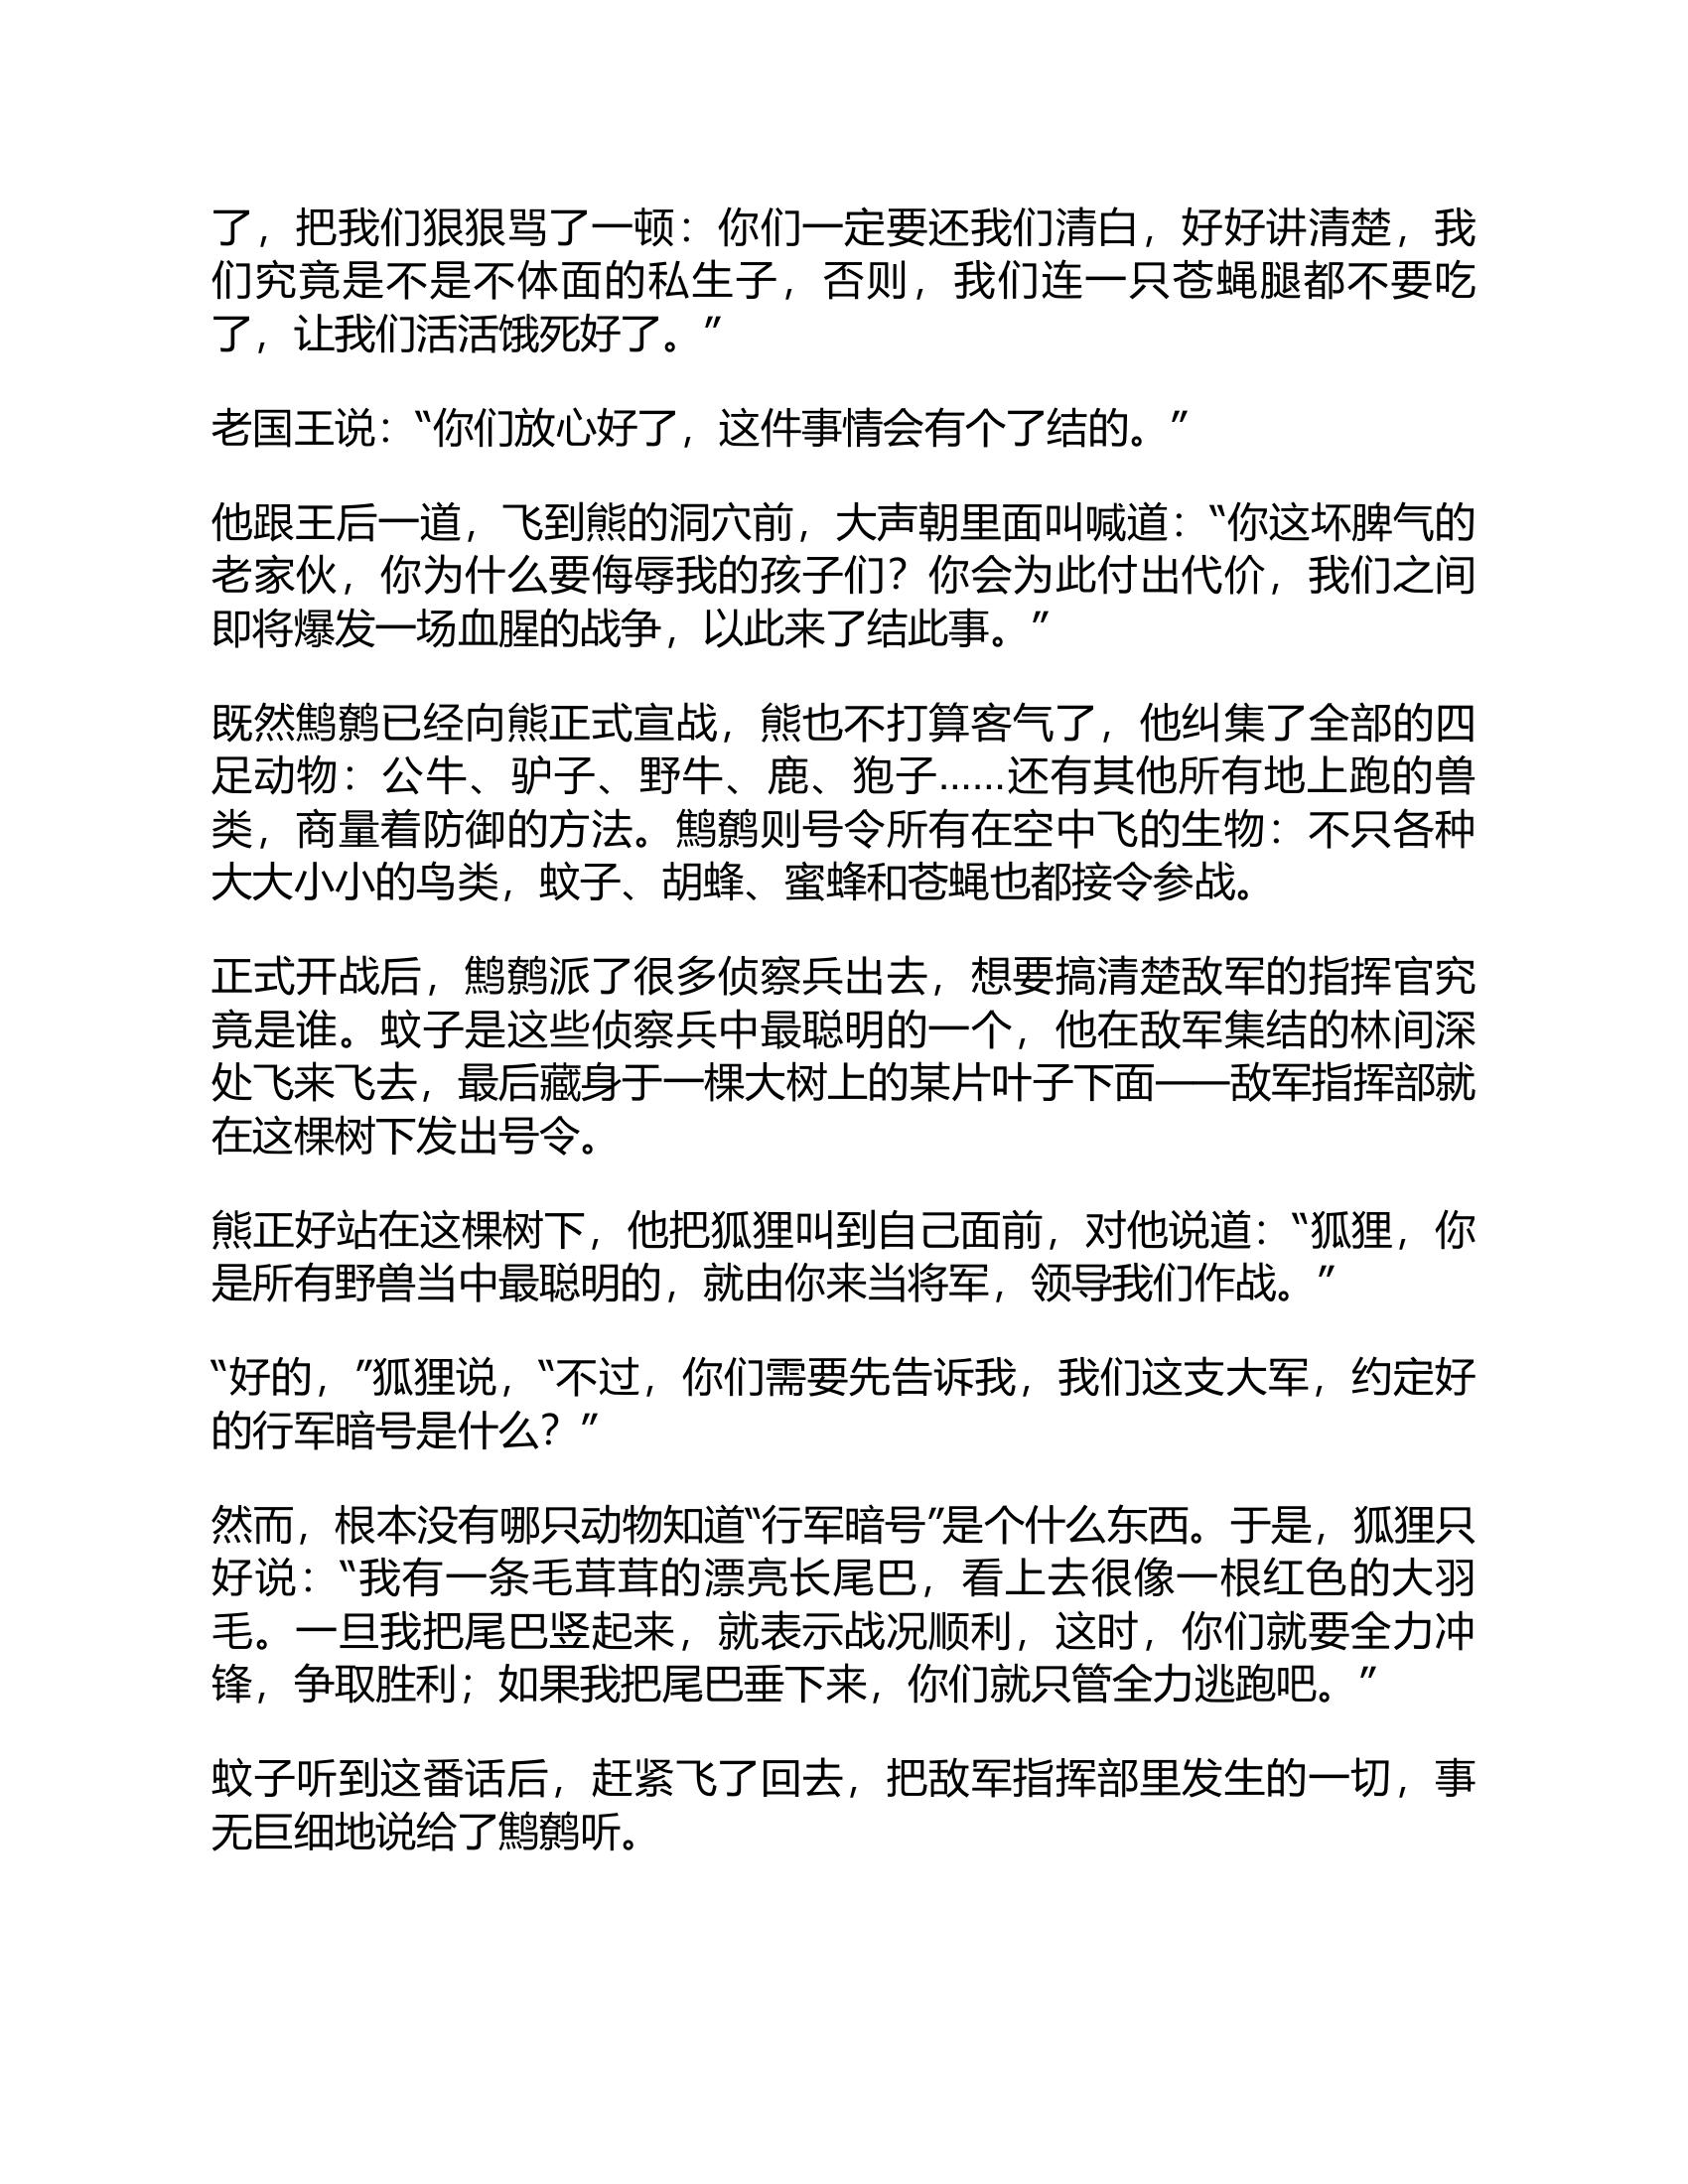 了，把我们狠狠骂了一顿：你们一定要还我们清白，好好讲清楚，我
们究竟是不是不体面的私生子，否则，我们连一只苍蝇腿都不要吃
了，让我们活活饿死好了。”
老国王说：“你们放心好了，这件事情会有个了结的。”
他跟王后一道，飞到熊的洞穴前，大声朝里面叫喊道：“你这坏脾气的
老家伙，你为什么要侮辱我的孩子们？你会为此付出代价，我们之间
即将爆发一场血腥的战争，以此来了结此事。”
既然鹪鹩已经向熊正式宣战，熊也不打算客气了，他纠集了全部的四
足动物：公牛、驴子、野牛、鹿、狍子……还有其他所有地上跑的兽
类，商量着防御的方法。鹪鹩则号令所有在空中飞的生物：不只各种
大大小小的鸟类，蚊子、胡蜂、蜜蜂和苍蝇也都接令参战。
正式开战后，鹪鹩派了很多侦察兵出去，想要搞清楚敌军的指挥官究
竟是谁。蚊子是这些侦察兵中最聪明的一个，他在敌军集结的林间深
处飞来飞去，最后藏身于一棵大树上的某片叶子下面——敌军指挥部就
在这棵树下发出号令。
熊正好站在这棵树下，他把狐狸叫到自己面前，对他说道：“狐狸，你
是所有野兽当中最聪明的，就由你来当将军，领导我们作战。”
“好的，”狐狸说，“不过，你们需要先告诉我，我们这支大军，约定好
的行军暗号是什么？”
然而，根本没有哪只动物知道“行军暗号”是个什么东西。于是，狐狸只
好说：“我有一条毛茸茸的漂亮长尾巴，看上去很像一根红色的大羽
毛。一旦我把尾巴竖起来，就表示战况顺利，这时，你们就要全力冲
锋，争取胜利；如果我把尾巴垂下来，你们就只管全力逃跑吧。”
蚊子听到这番话后，赶紧飞了回去，把敌军指挥部里发生的一切，事
无巨细地说给了鹪鹩听。